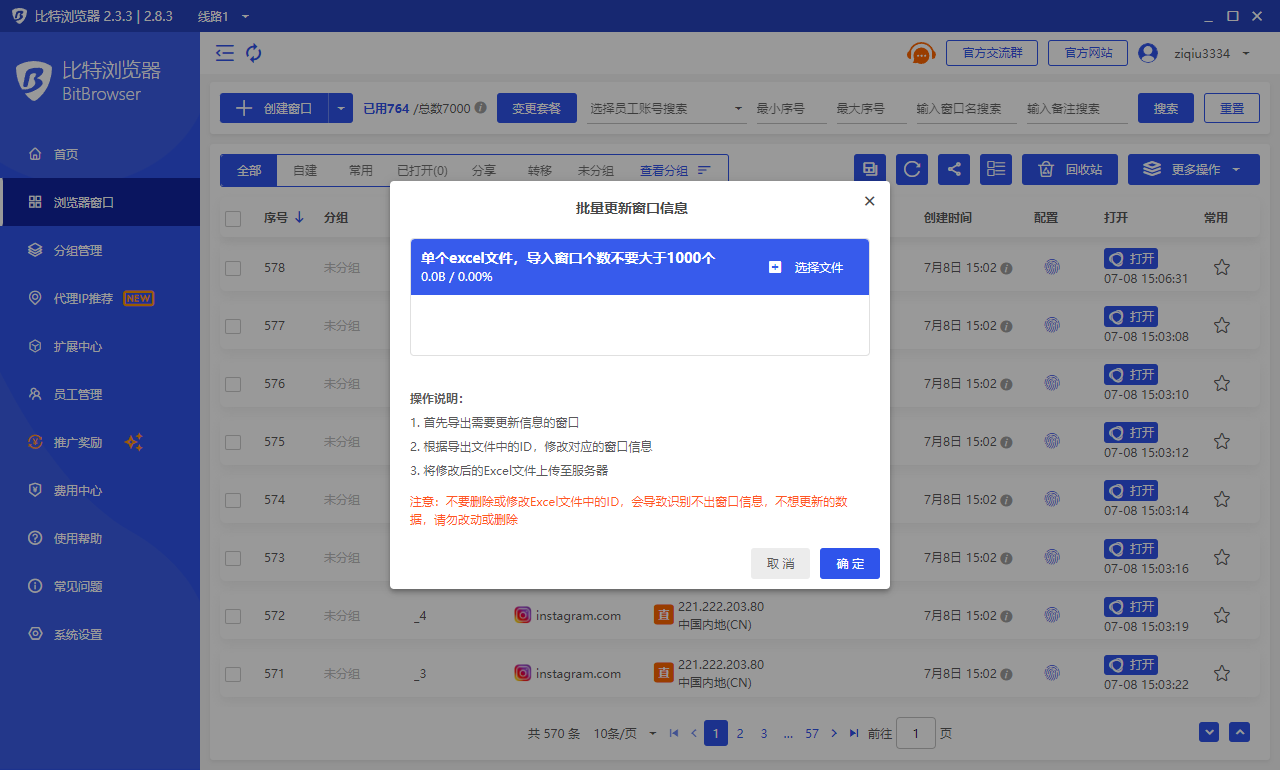 比特浏览器 2.3.3 | 2.8.3 线路1
比特浏览器
BitBrowser
官方交流群 官方网站 ziqiu3334
首页
浏览器窗口
分组管理
代理IP推荐 NEW
扩展中心
员工管理
推广奖励
费用中心
使用帮助
常见问题
系统设置
创建窗口 已用764 /总数7000 变更套餐 选择员工账号搜索 最小序号 最大序号 输入窗口名搜索 输入备注搜索 搜索 重置
全部 自建 常用 已打开(0) 分享 转移 未分组 查看分组 回收站 更多操作
序号 分组 创建时间 配置 打开 常用
578 未分组 7月8日 15:02 打开
07-08 15:06:31
577 未分组 7月8日 15:02 打开
07-08 15:03:08
576 未分组 7月8日 15:02 打开
07-08 15:03:10
575 未分组 7月8日 15:02 打开
07-08 15:03:12
574 未分组 7月8日 15:02 打开
07-08 15:03:14
573 未分组 7月8日 15:02 打开
07-08 15:03:16
572 未分组 _4 instagram.com 直 221.222.203.80 7月8日 15:02 打开
中国内地(CN) 07-08 15:03:19
571 未分组 _3 instagram.com 直 221.222.203.80 7月8日 15:02 打开
中国内地(CN) 07-08 15:03:22
共 570 条 10条/页 1 2 3 ... 57 前往 1 页
批量更新窗口信息
单个excel文件，导入窗口个数不要大于1000个
0.0B / 0.00%
选择文件
操作说明：
1. 首先导出需要更新信息的窗口
2. 根据导出文件中的ID，修改对应的窗口信息
3. 将修改后的Excel文件上传至服务器
注意：不要删除或修改Excel文件中的ID，会导致识别不出窗口信息，不想更新的数
据，请勿改动或删除
取消 确定